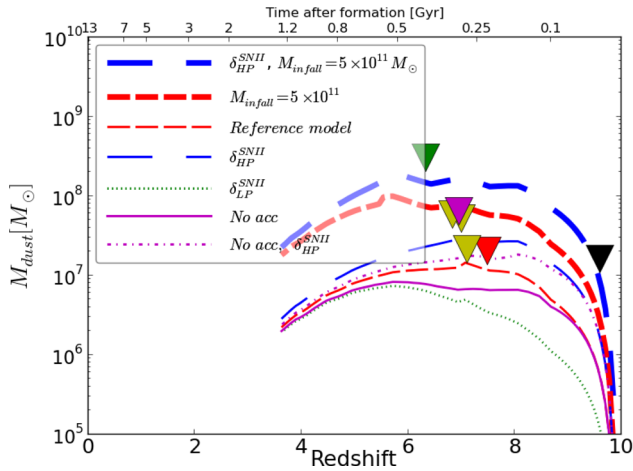 Time after formation [Gyr]
13 7 5 3 2 1.2 0.8 0.5 0.25 0.1
10^10
10^9
10^8
10^7
10^6
10^5
M_dust[M_⊙]
δ_HP^SNII, M_infall=5×10^11 M_⊙
M_infall=5×10^11
Reference model
δ_HP^SNII
δ_LP^SNII
No acc
No acc, δ_HP^SNII
0 2 4 6 8 10
Redshift